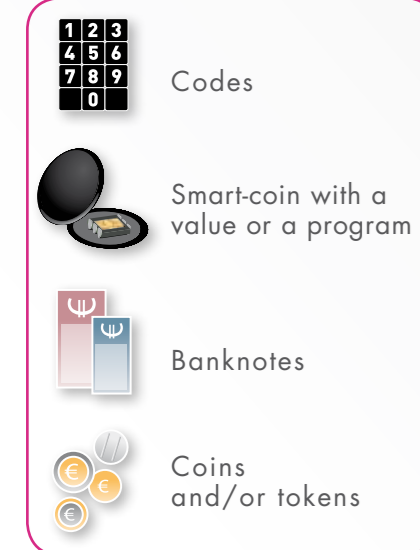 1 2 3
4 5 6
7 8 9
0
Codes
Smart-coin with a
value or a program
€
€
Banknotes
€
€
€
Coins
and/or tokens